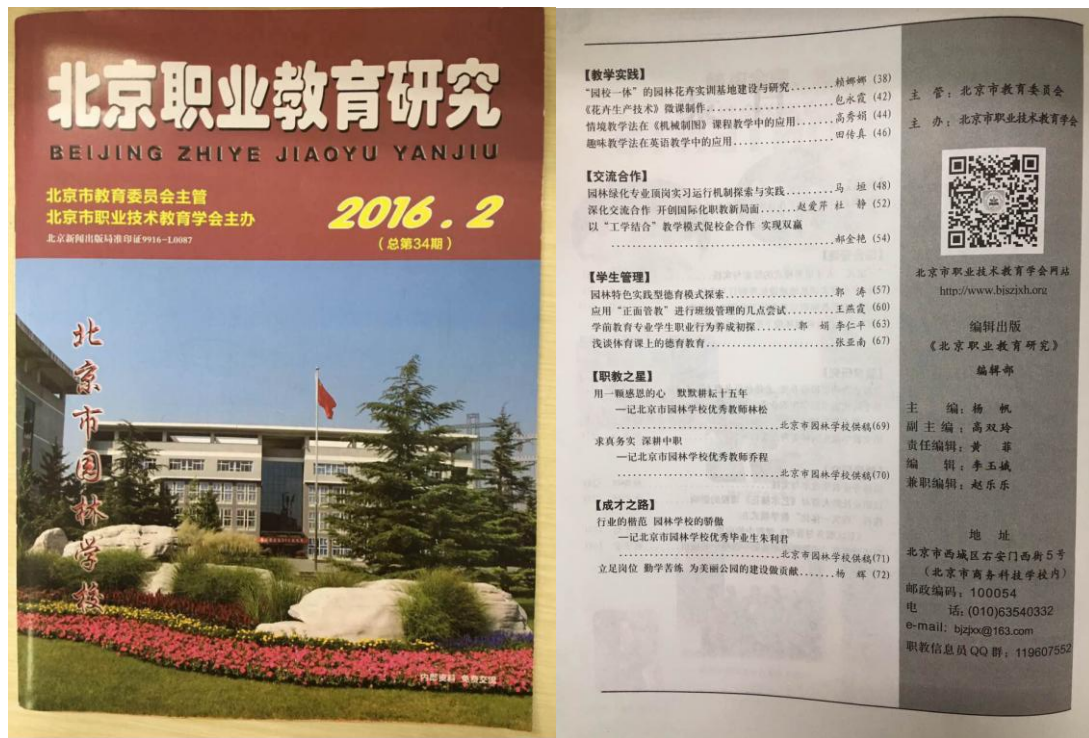 北京职业教育研究
BEIJING ZHIYE JIAOYU YANJIU
北京市教育委员会主管
北京市职业技术教育学会主办
北京新闻出版局准印证9916-L0087
2016.2
（总第34期）
北京市园林学校
内部资料 免费交流
【教学实践】
“园校一体”的园林花卉实训基地建设与研究.......赖娜娜 (38)
《花卉生产技术》微课制作..................包永霞 (42)
情境教学法在《机械制图》课程教学中的应用........高秀娟 (44)
趣味教学法在英语教学中的应用..............田传真 (46)
【交流合作】
园林绿化专业顶岗实习运行机制探索与实践.........马 垣 (48)
深化交流合作 开创国际化职教新局面.......赵爱芹 杜 静 (52)
以“工学结合”教学模式促校企合作 实现双赢
............................郝金艳 (54)
【学生管理】
园林特色实践型德育模式探索..............郭 涛 (57)
应用“正面管教”进行班级管理的几点尝试.......王燕霞 (60)
学前教育专业学生职业行为养成初探......郭 娟 李仁平 (63)
浅谈体育课上的德育教育.................张亚南 (67)
【职教之星】
用一颗感恩的心 默默耕耘十五年
—记北京市园林学校优秀教师林松
....................北京市园林学校供稿(69)
求真务实 深耕中职
—记北京市园林学校优秀教师乔程
....................北京市园林学校供稿(70)
【成才之路】
行业的楷范 园林学校的骄傲
—记北京市园林学校优秀毕业生朱利君
....................北京市园林学校供稿(71)
立足岗位 勤学苦练 为美丽公园的建设做贡献.......杨 辉 (72)
主 管：北京市教育委员会
主 办：北京市职业技术教育学会
北京市职业技术教育学会网站
http://www.bjszjxh.org
编辑出版
《北京职业教育研究》
编辑部
主 编：杨 帆
副主编：高双玲
责任编辑：黄 菲
编 辑：李玉斌
兼职编辑：赵乐乐
地 址
北京市西城区右安门西街5号
（北京市商务科技学校内）
邮政编码：100054
电 话：(010)63540332
e-mail: bjzjxx@163.com
职教信息员QQ群：119607552